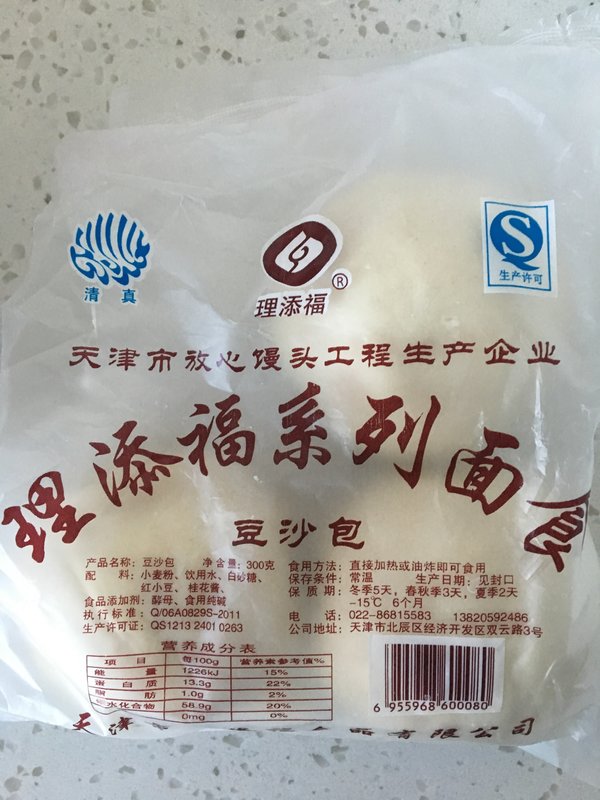 清真
理添福®
S
生产许可
天津市放心馒头工程生产企业
理添福系列面食
豆沙包
产品名称：豆沙包 净含量：300克
配 料：小麦粉、饮用水、白砂糖、
红小豆、桂花酱、
食品添加剂：酵母、食用纯碱
执行标准：Q/06A0829S-2011
生产许可证：QS1213 2401 0263
食用方法：直接加热或油炸即可食用
保存条件：常温 生产日期：见封口
保质期：冬季5天，春秋季3天，夏季2天
-15℃ 6个月
电 话：022-86815583 13820592486
公司地址：天津市北辰区经济开发区双云路3号
营养成分表
项 目 每100g 营养素参考值%
能 量 1226kJ 15%
蛋白质 13.3g 22%
脂 肪 1.0g 2%
水化合物 58.9g 20%
0mg 0%
6 955968 600080
天津 食品有限公司